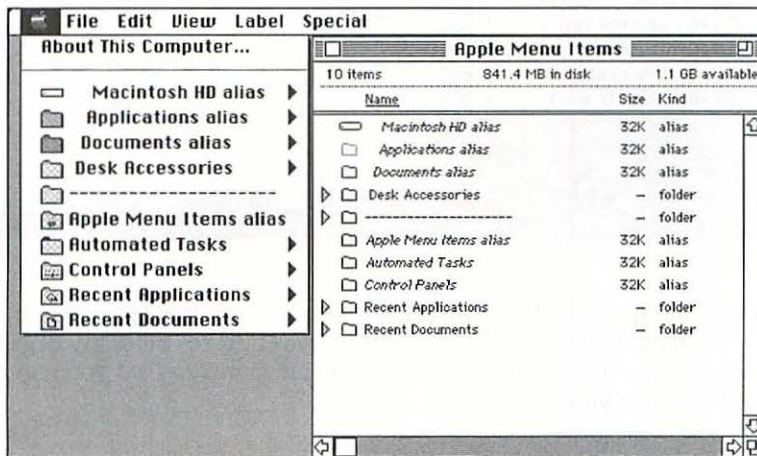 File Edit View Label Special
About This Computer...
Macintosh HD alias
Applications alias
Documents alias
Desk Accessories
--------------------
Apple Menu Items alias
Automated Tasks
Control Panels
Recent Applications
Recent Documents
Apple Menu Items
10 items 841.4 MB in disk 1.1 GB available
Name Size Kind
Macintosh HD alias 32K alias
Applications alias 32K alias
Documents alias 32K alias
Desk Accessories – folder
-------------------- – folder
Apple Menu Items alias 32K alias
Automated Tasks 32K alias
Control Panels 32K alias
Recent Applications – folder
Recent Documents – folder